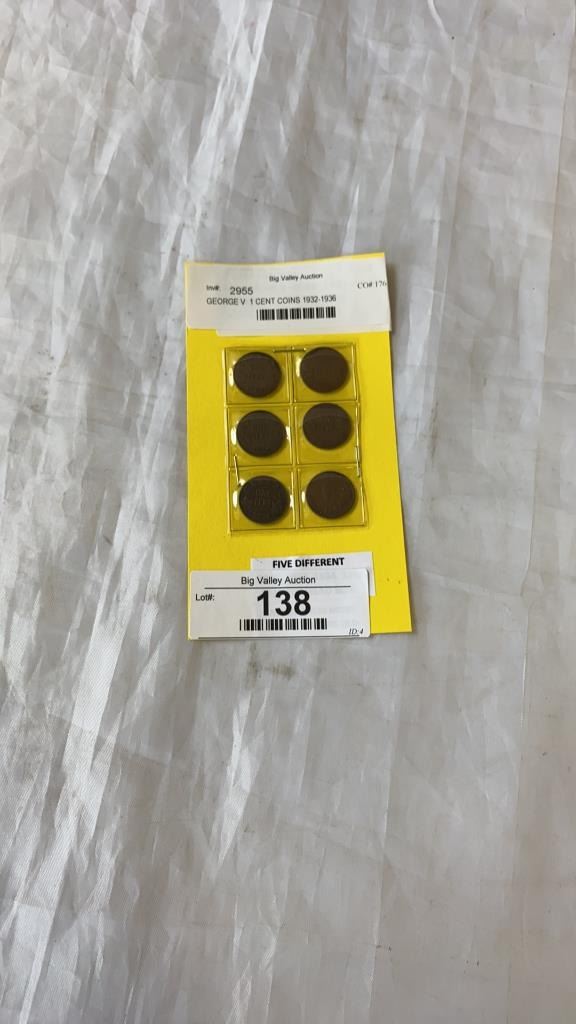 Big Valley Auction
Inv#: 2955
CO# 176
GEORGE V 1 CENT COINS 1932-1936
FIVE DIFFERENT
Big Valley Auction
Lot#: 138
ID:4